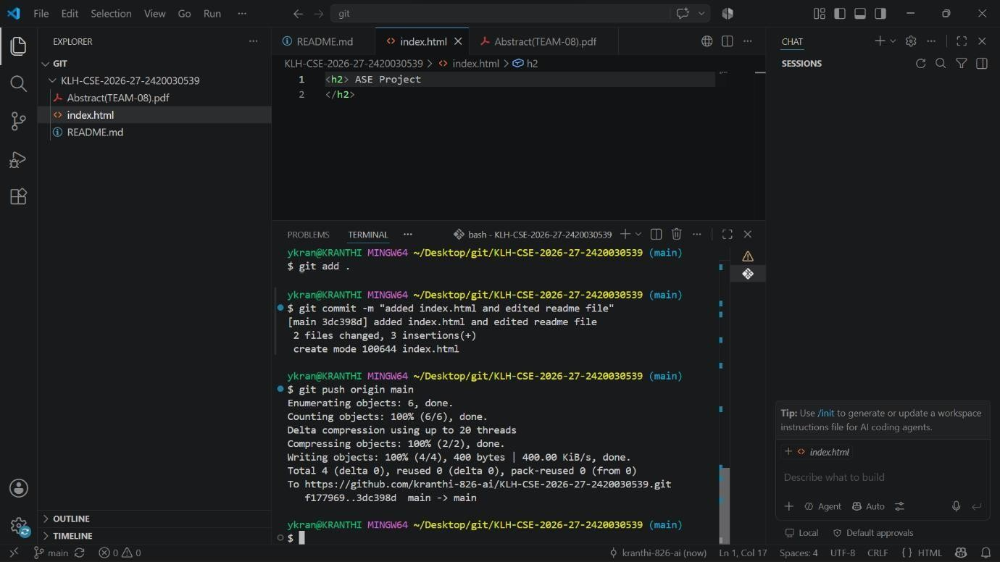 File Edit Selection View Go Run ···
git
EXPLORER ···
GIT
KLH-CSE-2026-27-2420030539
Abstract(TEAM-08).pdf
index.html
README.md
OUTLINE
TIMELINE
README.md index.html Abstract(TEAM-08).pdf ···
KLH-CSE-2026-27-2420030539 > index.html > h2
1 <h2> ASE Project
2 </h2>
PROBLEMS TERMINAL ··· bash - KLH-CSE-2026-27-2420030539 ···
ykran@KRANTHI MINGW64 ~/Desktop/git/KLH-CSE-2026-27-2420030539 (main)
$ git add .
ykran@KRANTHI MINGW64 ~/Desktop/git/KLH-CSE-2026-27-2420030539 (main)
$ git commit -m "added index.html and edited readme file"
[main 3dc398d] added index.html and edited readme file
2 files changed, 3 insertions(+)
create mode 100644 index.html
ykran@KRANTHI MINGW64 ~/Desktop/git/KLH-CSE-2026-27-2420030539 (main)
$ git push origin main
Enumerating objects: 6, done.
Counting objects: 100% (6/6), done.
Delta compression using up to 20 threads
Compressing objects: 100% (2/2), done.
Writing objects: 100% (4/4), 400 bytes | 400.00 KiB/s, done.
Total 4 (delta 0), reused 0 (delta 0), pack-reused 0 (from 0)
To https://github.com/kranthi-826-ai/KLH-CSE-2026-27-2420030539.git
f177969..3dc398d main -> main
ykran@KRANTHI MINGW64 ~/Desktop/git/KLH-CSE-2026-27-2420030539 (main)
$
CHAT ···
SESSIONS
Tip: Use /init to generate or update a workspace
instructions file for AI coding agents.
+ index.html
Describe what to build
Agent Auto
Local Default approvals
main 0 0 kranthi-826-ai (now) Ln 1, Col 17 Spaces: 4 UTF-8 CRLF {} HTML